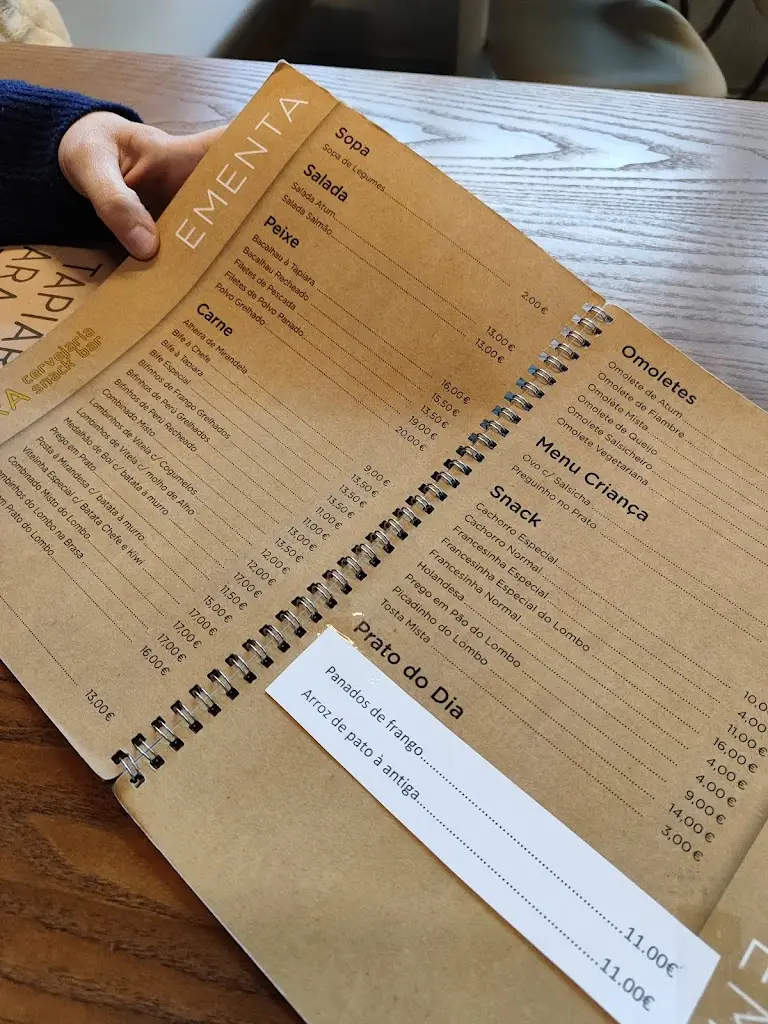 EMENTA
cervejaria
snack bar
TAPIAR
Sopa
Sopa de Legumes 2,00€
Salada
Salada Atum 13,00€
Salada Salmão 13,00€
Peixe
Bacalhau à Tapiara 16,00€
Bacalhau Recheado 15,50€
Filetes de Pescada 13,50€
Filetes de Polvo Panado 19,00€
Polvo Grelhado 20,00€
Carne
Alheira de Mirandela 9,00€
Bife à Chefe 13,50€
Bife à Tapiara 13,50€
Bife Especial 13,50€
Bifinhos de Frango Grelhados 11,00€
Bifinhos de Perú Grelhados 11,00€
Bifinhos de Perú Recheado 13,00€
Combinado Misto 13,50€
Lombinhos de Vitela c/ Cogumelos 12,00€
Lombinhos de Vitela c/ molho de Alho 12,00€
Medalhão de Boi c/ batata à murro 17,00€
Prego em Prato 11,50€
Posta à Mirandesa c/ batata à murro 15,00€
Vitelinha Especial c/ Batata Chefe e Kiwi 17,00€
Combinado Misto do Lombo 17,00€
mbinhos do Lombo na Brasa 16,00€
em Prato do Lombo 13,00€
Omoletes
Omolete de Atum
Omolete de Fiambre
Omolete Mista
Omolete de Queijo
Omolete Salsicheiro
Omolete Vegetariana
Menu Criança
Ovo c/ Salsicha
Preguinho no Prato
Snack
Cachorro Especial 10,0
Cachorro Normal 4,00
Francesinha Especial 11,00€
Francesinha Especial do Lombo 16,00€
Francesinha Normal 4,00€
Holandesa 4,00€
Prego em Pão do Lombo 9,00€
Picadinho do Lombo 14,00€
Tosta Mista 3,00€
Prato do Dia
Panados de frango 11.00€
Arroz de pato à antiga 11.00€